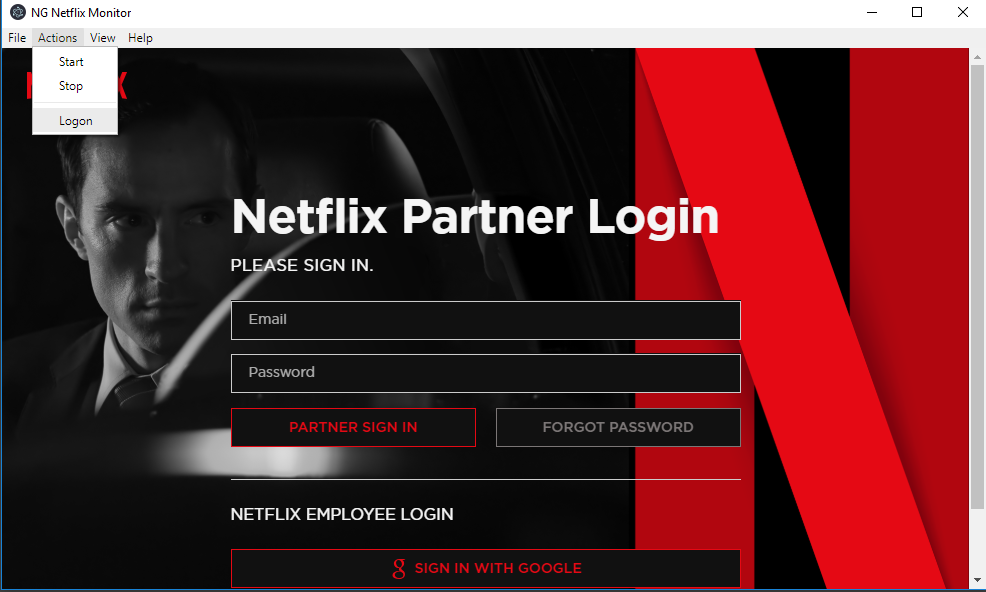 NG Netflix Monitor
File Actions View Help
Start
Stop
Logon
Netflix Partner Login
PLEASE SIGN IN.
Email
Password
PARTNER SIGN IN FORGOT PASSWORD
NETFLIX EMPLOYEE LOGIN
SIGN IN WITH GOOGLE